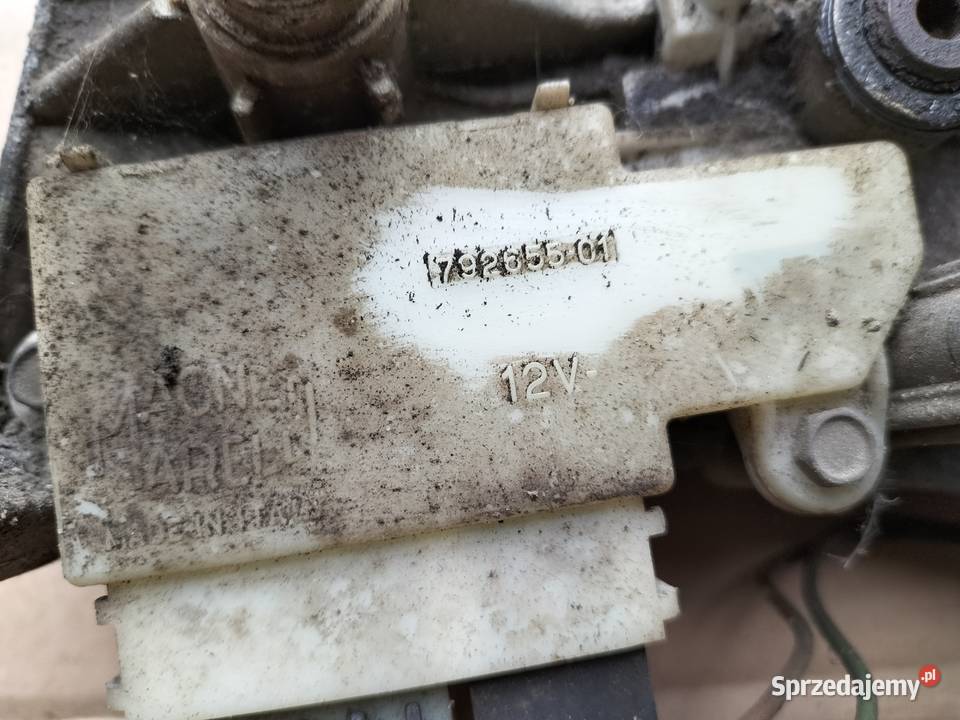 792655 01
12V-
MAGNETI
MARELLI
MADE IN ITALY
Sprzedajemy.pl